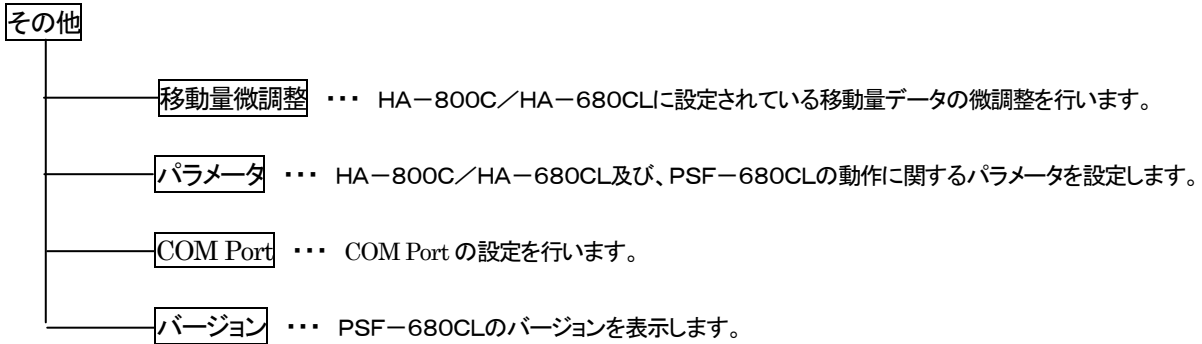 その他
移動量微調整 ・・・ HA－800C／HA－680CLに設定されている移動量データの微調整を行います。
パラメータ ・・・ HA－800C／HA－680CL及び、PSF－680CLの動作に関するパラメータを設定します。
COM Port ・・・ COM Port の設定を行います。
バージョン ・・・ PSF－680CLのバージョンを表示します。